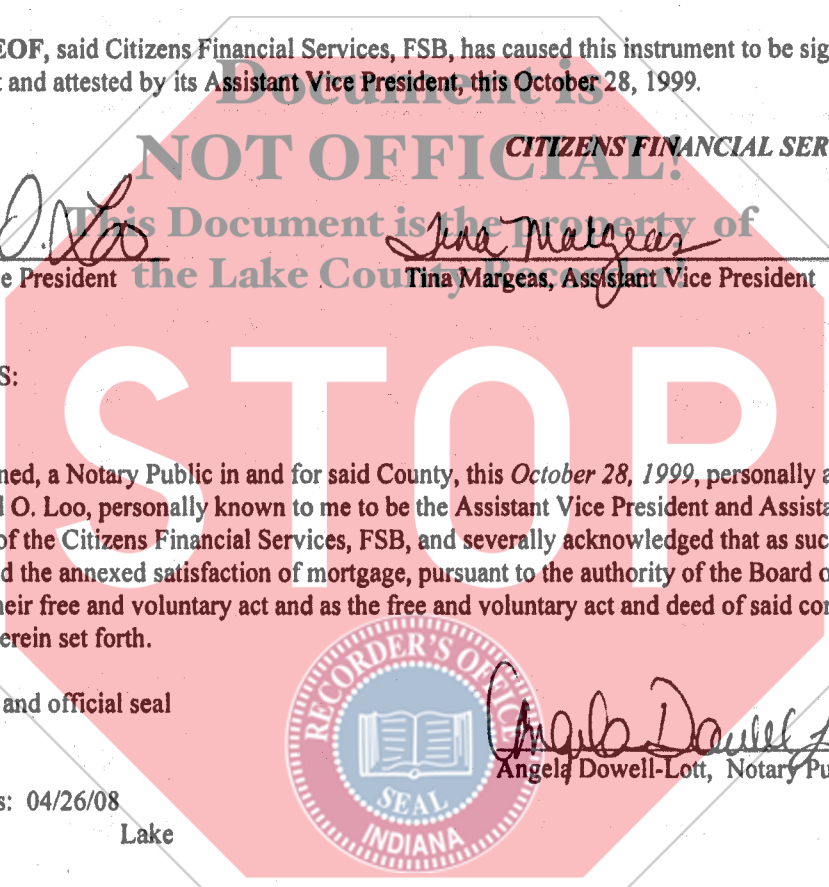 EOF, said Citizens Financial Services, FSB, has caused this instrument to be sig
t and attested by its Assistant Vice President, this October 28, 1999.
Document is
NOT OFFICIAL!
CITIZENS FINANCIAL SER
This Document is the property of
the Lake County Recorder!
O. Loo
Tina Margeas
e President
Tina Margeas, Assistant Vice President
S:
STOP
ned, a Notary Public in and for said County, this October 28, 1999, personally a
l O. Loo, personally known to me to be the Assistant Vice President and Assista
of the Citizens Financial Services, FSB, and severally acknowledged that as suc
d the annexed satisfaction of mortgage, pursuant to the authority of the Board o
heir free and voluntary act and as the free and voluntary act and deed of said cor
erein set forth.
RECORDER'S OFFICE
SEAL
INDIANA
and official seal
Angela Dowell-L
Angela Dowell-Lott, Notary Pu
s: 04/26/08
Lake